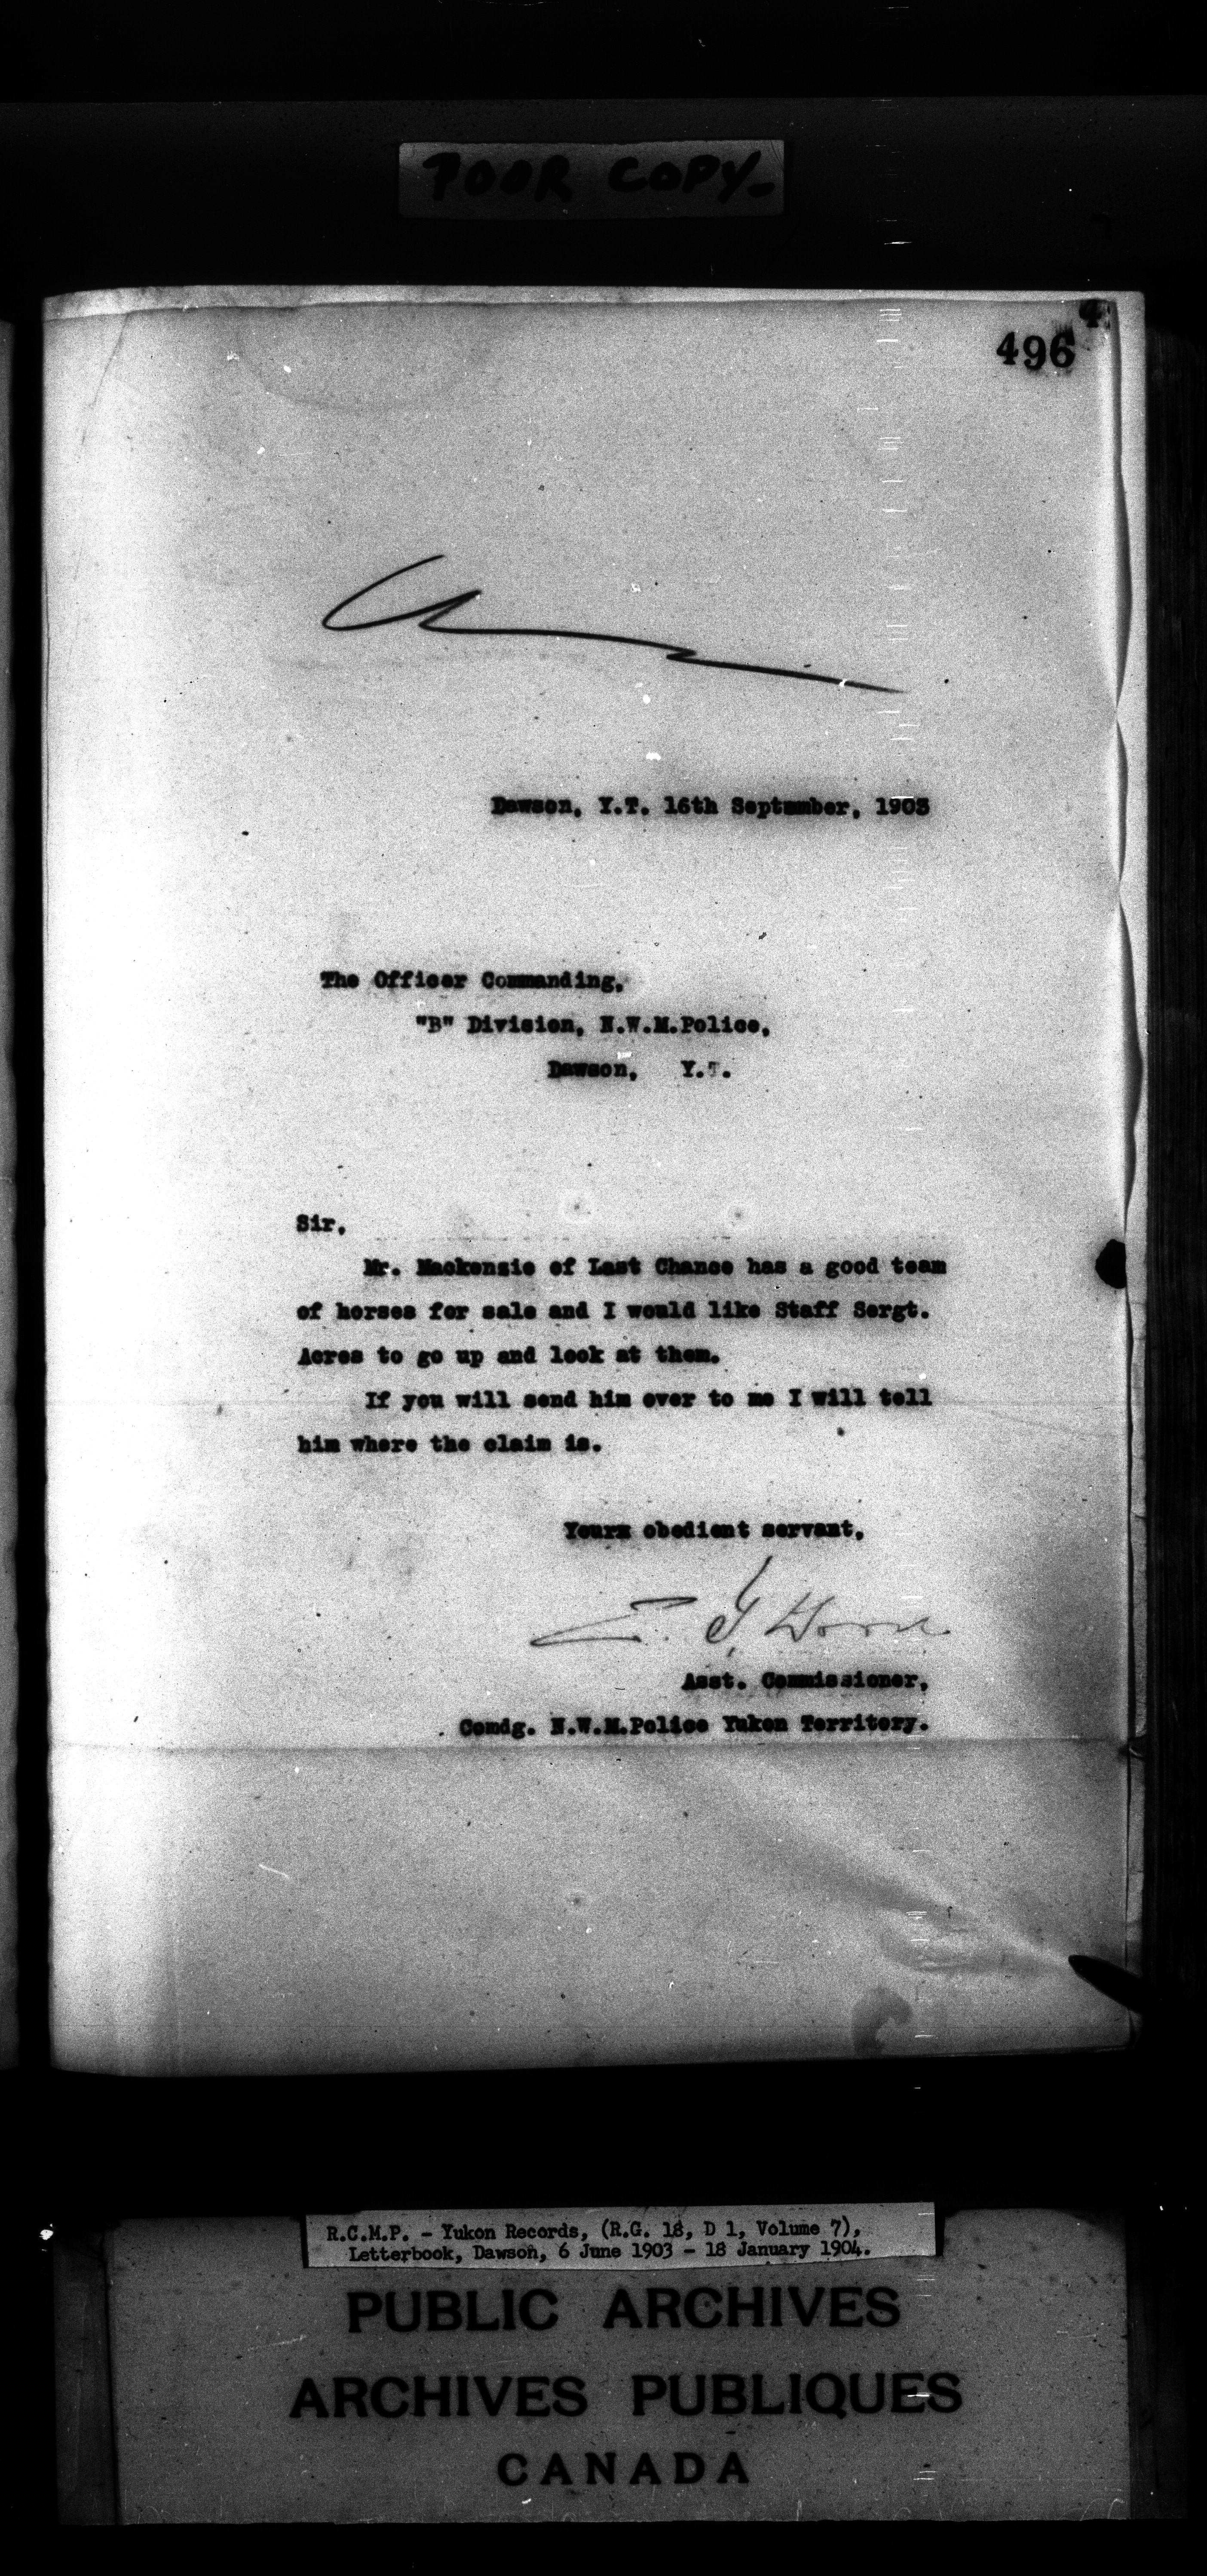 POOR COPY-
496
Dawson, Y.T. 16th September, 1903
The Officer Commanding,
"B" Division, N.W.M.Police,
Dawson, Y.T.
Sir,
Mr. Mackenzie of Last Chance has a good team
of horses for sale and I would like Staff Sergt.
Acres to go up and look at them.
If you will send him over to me I will tell
him where the claim is.
Yours obedient servant,
Asst. Commissioner,
Comdg. N.W.M.Police Yukon Territory.
R.C.M.P. - Yukon Records, (R.G. 18, D 1, Volume 7),
Letterbook, Dawson, 6 June 1903 - 18 January 1904.
PUBLIC ARCHIVES
ARCHIVES PUBLIQUES
CANADA